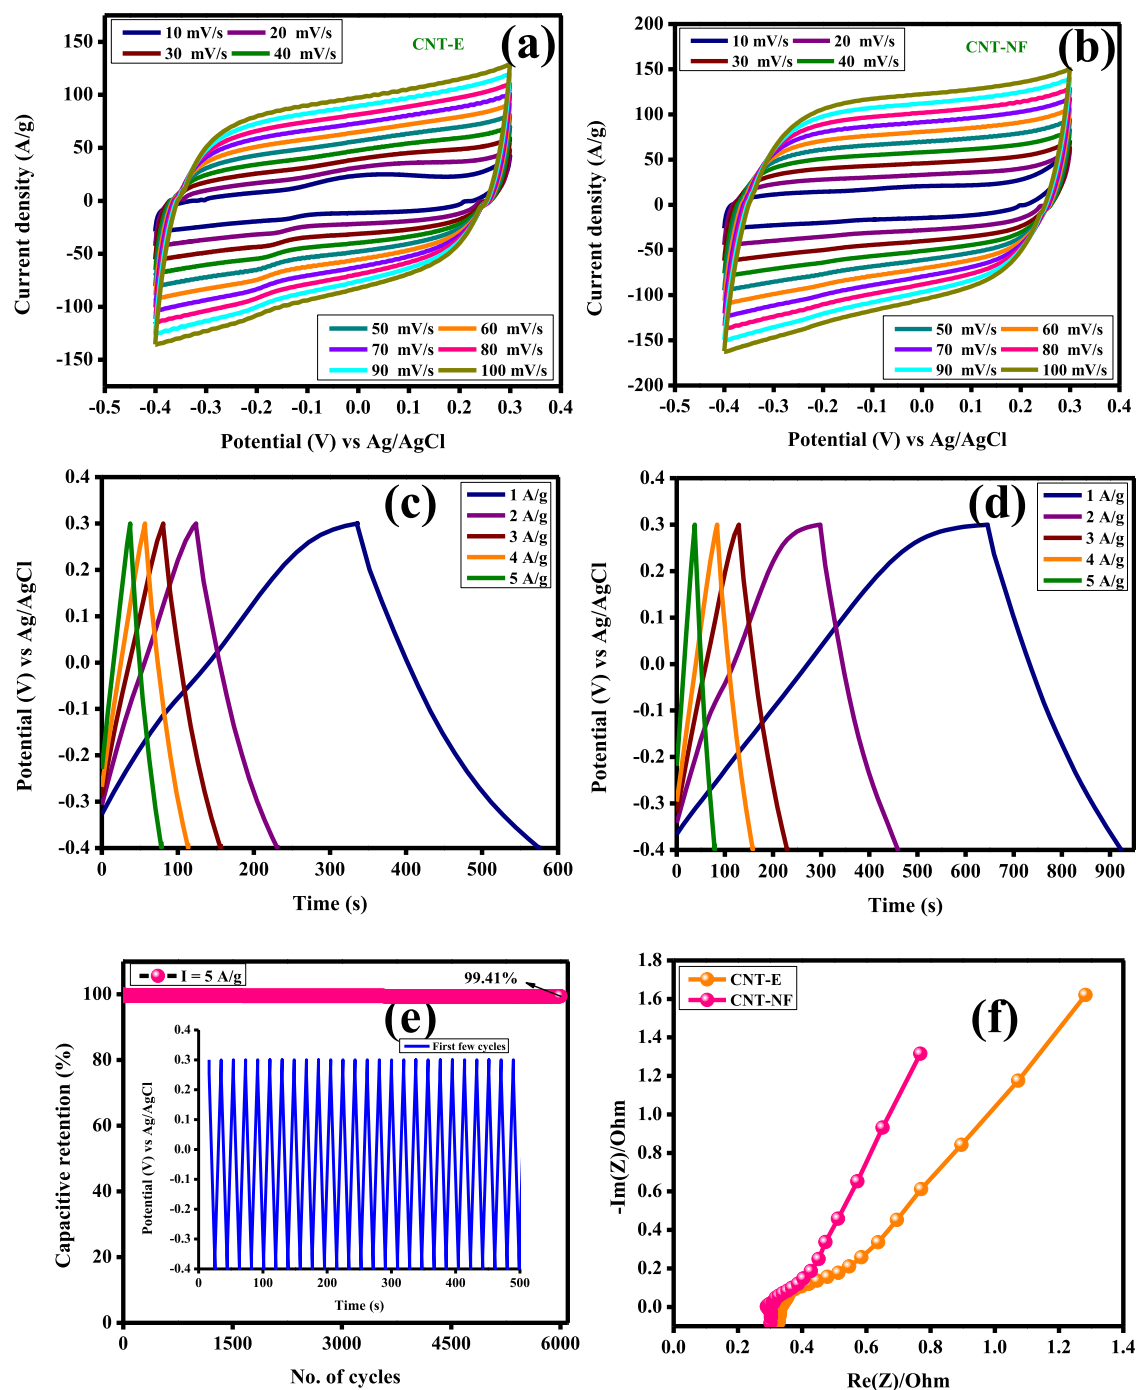 (a)
CNT-E
10 mV/s 20 mV/s
30 mV/s 40 mV/s
50 mV/s 60 mV/s
70 mV/s 80 mV/s
90 mV/s 100 mV/s
150
100
50
0
-50
-100
-150
Current density (A/g)
-0.5 -0.4 -0.3 -0.2 -0.1 0.0 0.1 0.2 0.3 0.4
Potential (V) vs Ag/AgCl
(b)
CNT-NF
10 mV/s 20 mV/s
30 mV/s 40 mV/s
50 mV/s 60 mV/s
70 mV/s 80 mV/s
90 mV/s 100 mV/s
200
150
100
50
0
-50
-100
-150
-200
Current density (A/g)
-0.5 -0.4 -0.3 -0.2 -0.1 0.0 0.1 0.2 0.3 0.4
Potential (V) vs Ag/AgCl
(c)
1 A/g
2 A/g
3 A/g
4 A/g
5 A/g
0.4
0.3
0.2
0.1
0.0
-0.1
-0.2
-0.3
-0.4
Potential (V) vs Ag/AgCl
0 100 200 300 400 500 600
Time (s)
(d)
1 A/g
2 A/g
3 A/g
4 A/g
5 A/g
0.4
0.3
0.2
0.1
0.0
-0.1
-0.2
-0.3
-0.4
Potential (V) vs Ag/AgCl
0 100 200 300 400 500 600 700 800 900
Time (s)
(e)
I = 5 A/g
99.41%
100
80
60
40
20
0
Capacitive retention (%)
0 1500 3000 4500 6000
No. of cycles
First few cycles
0.4
0.3
0.2
0.1
0.0
-0.1
-0.2
-0.3
-0.4
Potential (V) vs Ag/AgCl
0 100 200 300 400 500
Time (s)
(f)
CNT-E
CNT-NF
1.8
1.6
1.4
1.2
1.0
0.8
0.6
0.4
0.2
0.0
-Im(Z)/Ohm
0.0 0.2 0.4 0.6 0.8 1.0 1.2 1.4
Re(Z)/Ohm